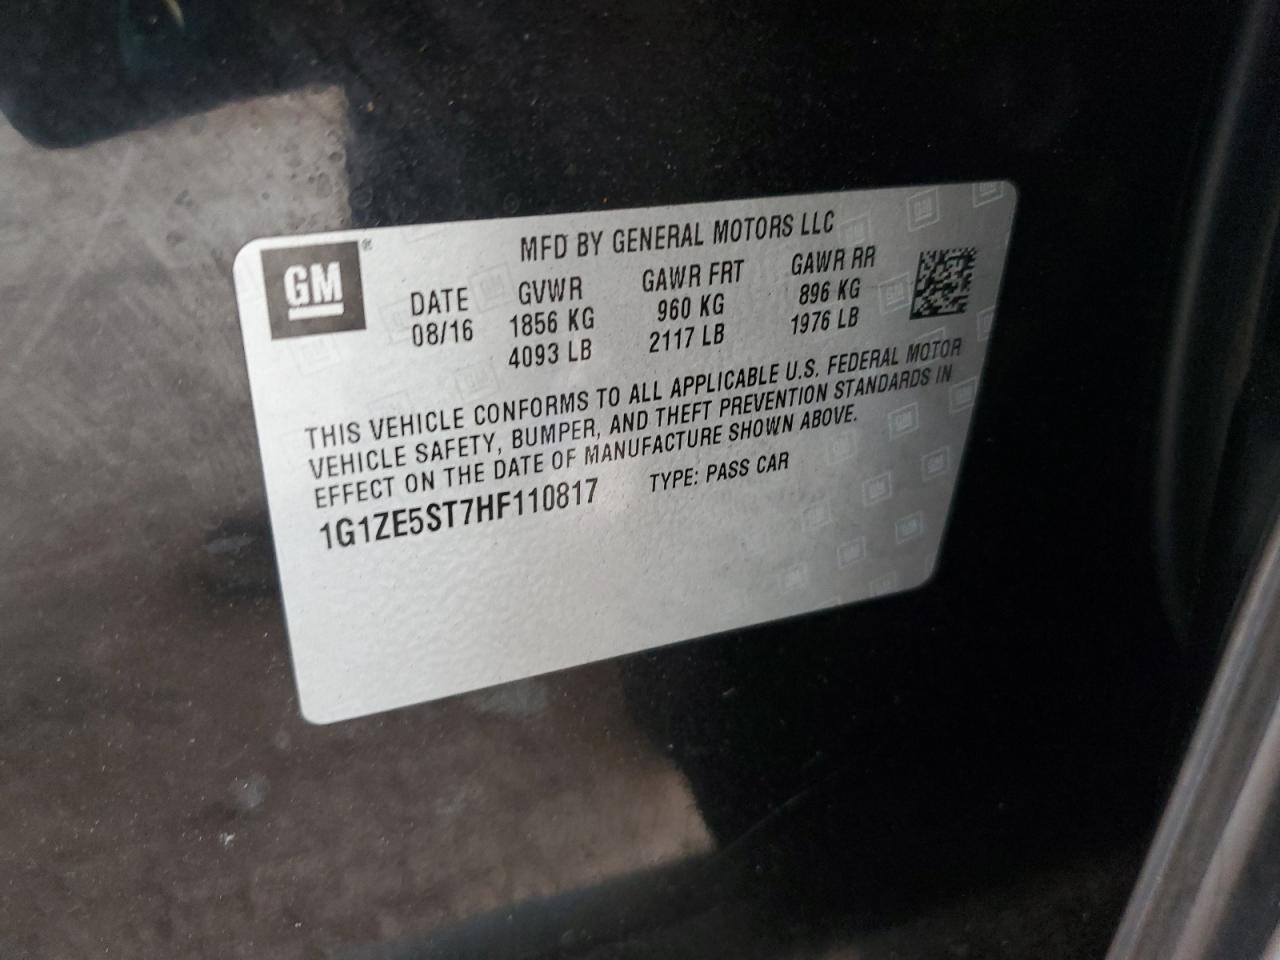 GM ®
MFD BY GENERAL MOTORS LLC
DATE GVWR GAWR FRT GAWR RR
08/16 1856 KG 960 KG 896 KG
4093 LB 2117 LB 1976 LB
THIS VEHICLE CONFORMS TO ALL APPLICABLE U.S. FEDERAL MOTOR
VEHICLE SAFETY, BUMPER, AND THEFT PREVENTION STANDARDS IN
EFFECT ON THE DATE OF MANUFACTURE SHOWN ABOVE.
1G1ZE5ST7HF110817 TYPE: PASS CAR